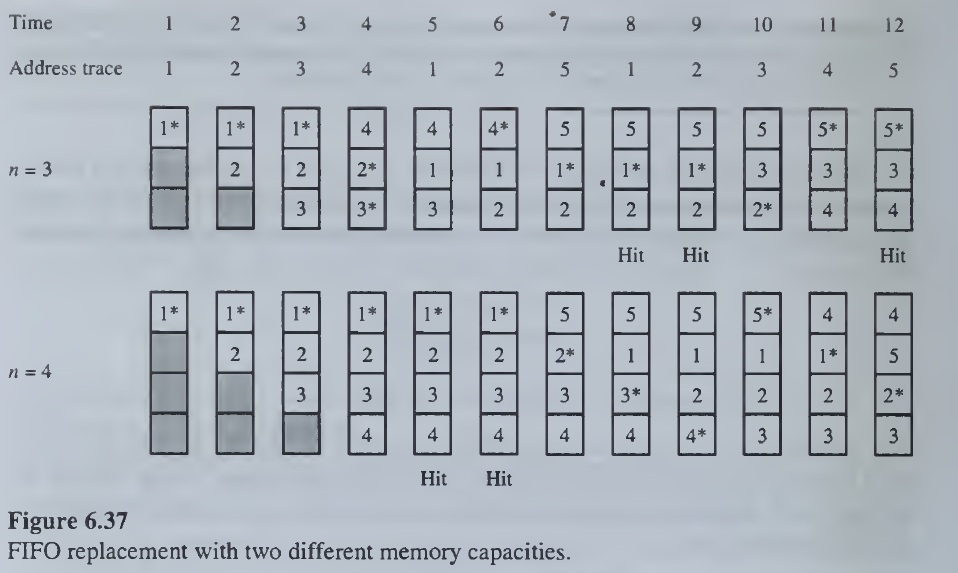 Time 1 2 3 4 5 6 7 8 9 10 11 12
Address trace 1 2 3 4 1 2 5 1 2 3 4 5
1* 1* 1* 4 4 4* 5 5 5 5 5* 5*
n = 3 2 2 2* 1 1 1* 1* 1* 3 3 3
3 3* 3 2 2 2 2 2* 4 4
Hit Hit Hit
1* 1* 1* 1* 1* 1* 5 5 5 5* 4 4
2 2 2 2 2 2* 1 1 1 1* 5
n = 4
3 3 3 3 3 3* 2 2 2 2*
4 4 4 4 4 4* 3 3 3
Hit Hit
Figure 6.37
FIFO replacement with two different memory capacities.